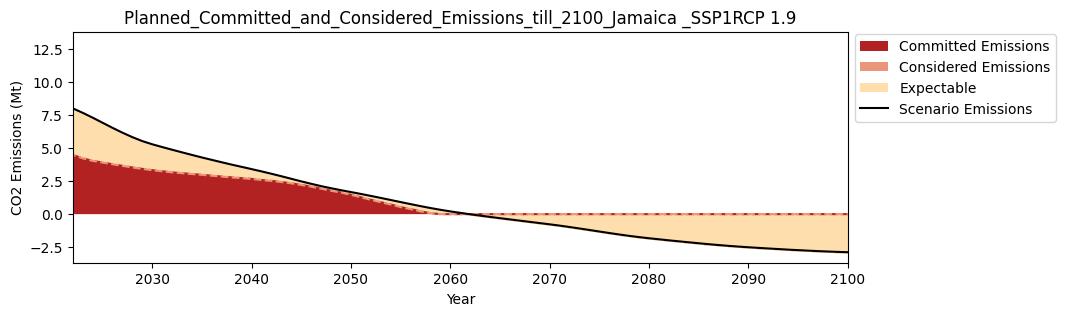 Planned_Committed_and_Considered_Emissions_till_2100_Jamaica _SSP1RCP 1.9
12.5
10.0
7.5
5.0
2.5
0.0
−2.5
CO2 Emissions (Mt)
2030 2040 2050 2060 2070 2080 2090 2100
Year
Committed Emissions
Considered Emissions
Expectable
Scenario Emissions